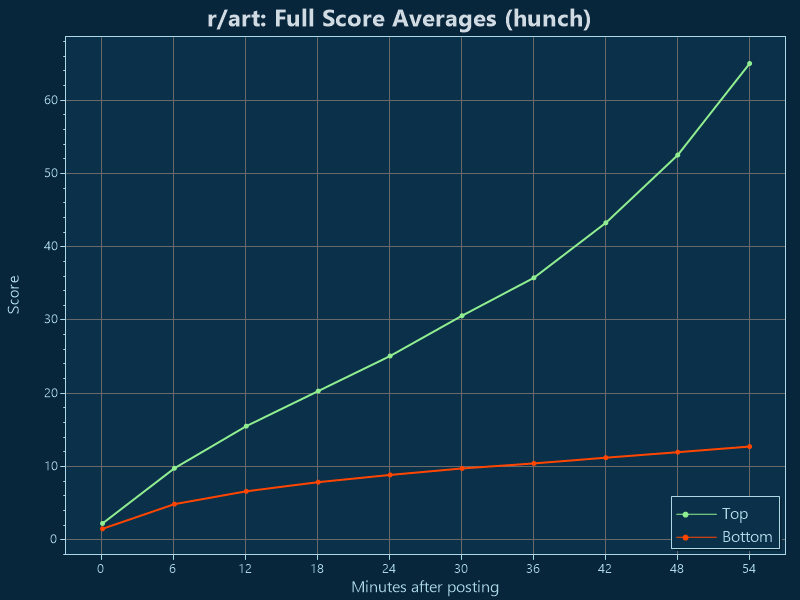 r/art: Full Score Averages (hunch)
60
50
40
30
20
10
0
Score
0 6 12 18 24 30 36 42 48 54
Minutes after posting
Top
Bottom